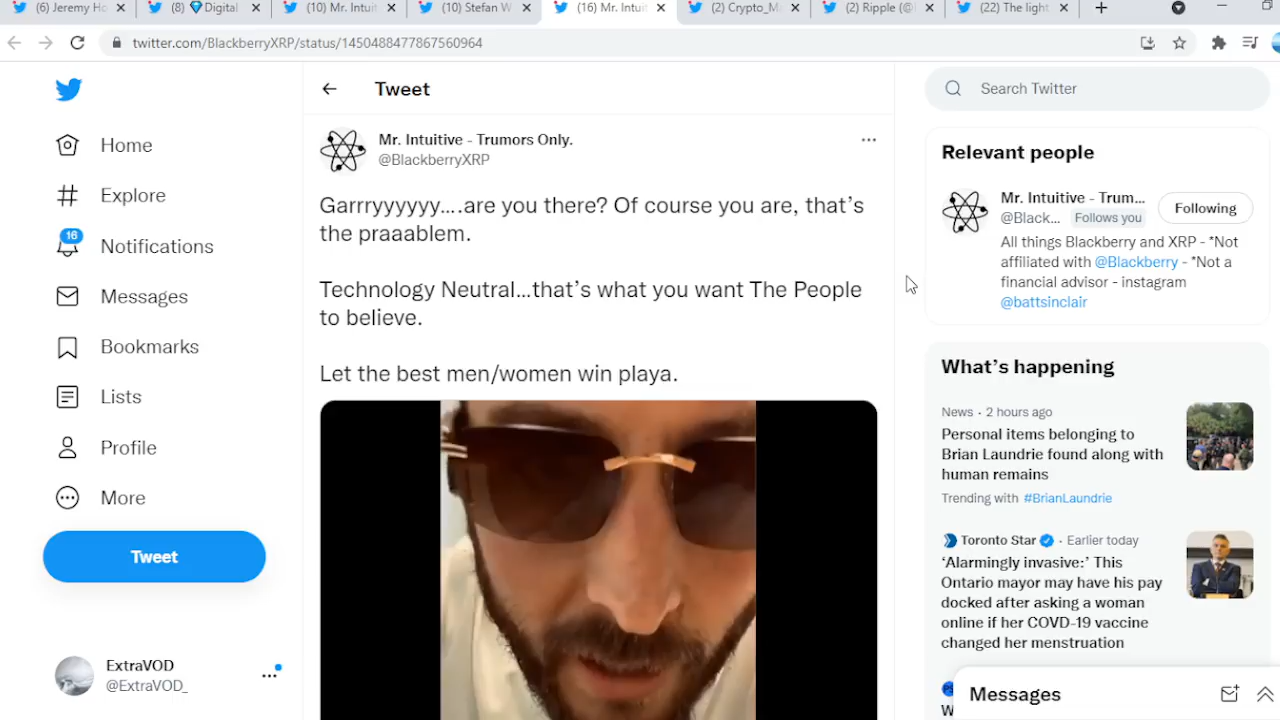 (6) Jeremy Ho
(8) 💎 Digital
(10) Mr. Intui
(10) Stefan W
(16) Mr. Intui
(2) Crypto_M
(2) Ripple (@
(22) The light
twitter.com/BlackberryXRP/status/1450488477867560964
Home
Explore
16
Notifications
Messages
Bookmarks
Lists
Profile
More
Tweet
ExtraVOD
@ExtraVOD_
Tweet
Mr. Intuitive - Trumors Only.
@BlackberryXRP
Garrryyyyyy….are you there? Of course you are, that’s
the praaablem.
Technology Neutral…that’s what you want The People
to believe.
Let the best men/women win playa.
Search Twitter
Relevant people
Mr. Intuitive - Trum...
@Black... Follows you
Following
All things Blackberry and XRP - *Not
affiliated with @Blackberry - *Not a
financial advisor - instagram
@battsinclair
What’s happening
News · 2 hours ago
Personal items belonging to
Brian Laundrie found along with
human remains
Trending with #BrianLaundrie
Toronto Star · Earlier today
‘Alarmingly invasive:’ This
Ontario mayor may have his pay
docked after asking a woman
online if her COVD-19 vaccine
changed her menstruation
Messages